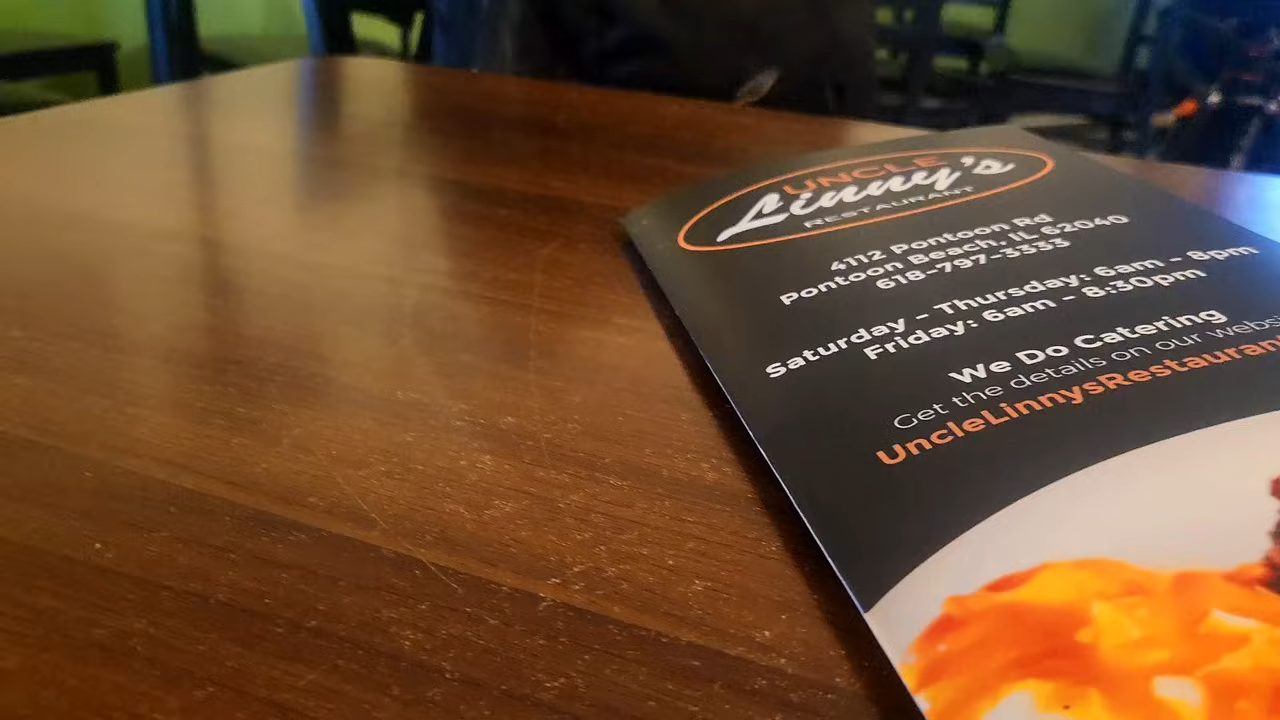 UNCLE
Linny's
RESTAURANT
4112 Pontoon Rd
Pontoon Beach, IL 62040
618-797-3333
Saturday - Thursday: 6am - 8pm
Friday: 6am - 8:30pm
We Do Catering
Get the details on our
UncleLinnysRestaurant